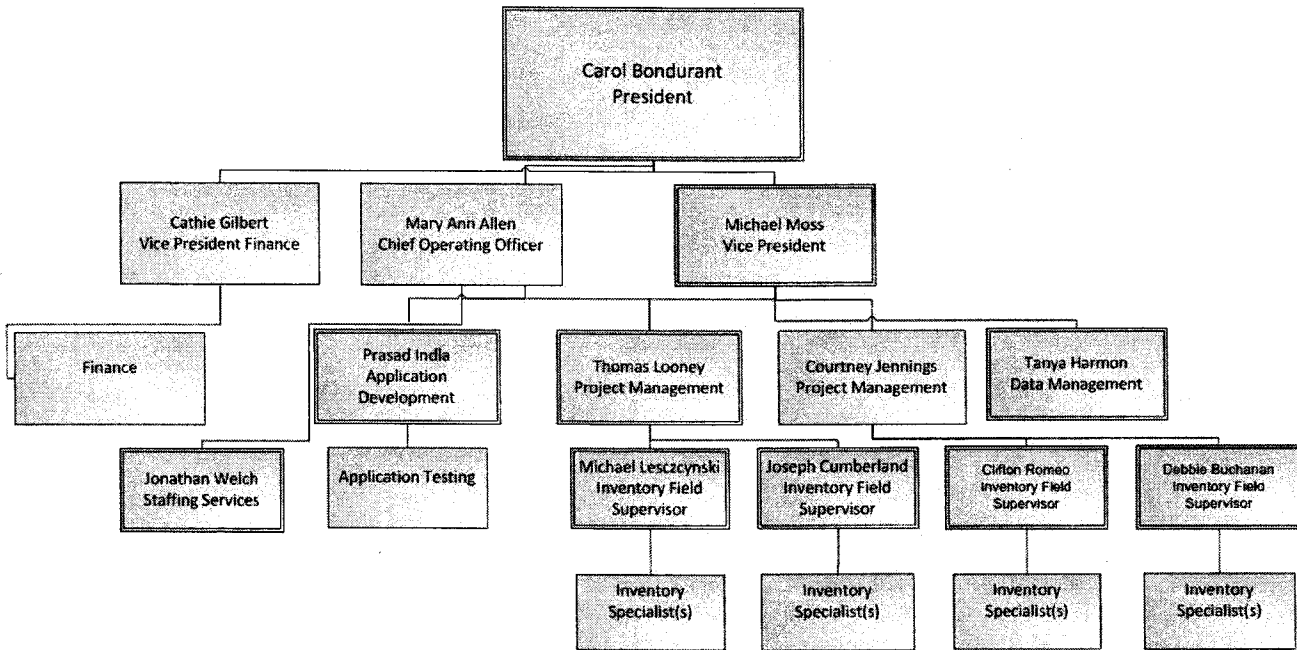 Carol Bondurant
President
Cathie Gilbert
Vice President Finance
Mary Ann Allen
Chief Operating Officer
Michael Moss
Vice President
Finance
Prasad Indla
Application
Development
Thomas Looney
Project Management
Courtney Jennings
Project Management
Tanya Harmon
Data Management
Jonathan Welch
Staffing Services
Application Testing
Michael Lesczcynski
Inventory Field
Supervisor
Joseph Cumberland
Inventory Field
Supervisor
Clifton Romeo
Inventory Field
Supervisor
Debbie Buchanan
Inventory Field
Supervisor
Inventory
Specialist(s)
Inventory
Specialist(s)
Inventory
Specialist(s)
Inventory
Specialist(s)